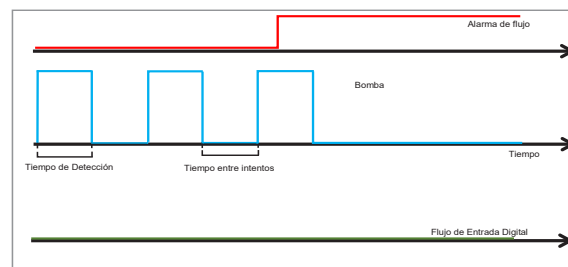 Alarma de flujo
Bomba
Tiempo
Tiempo de Detección
Tiempo entre intentos
Flujo de Entrada Digital